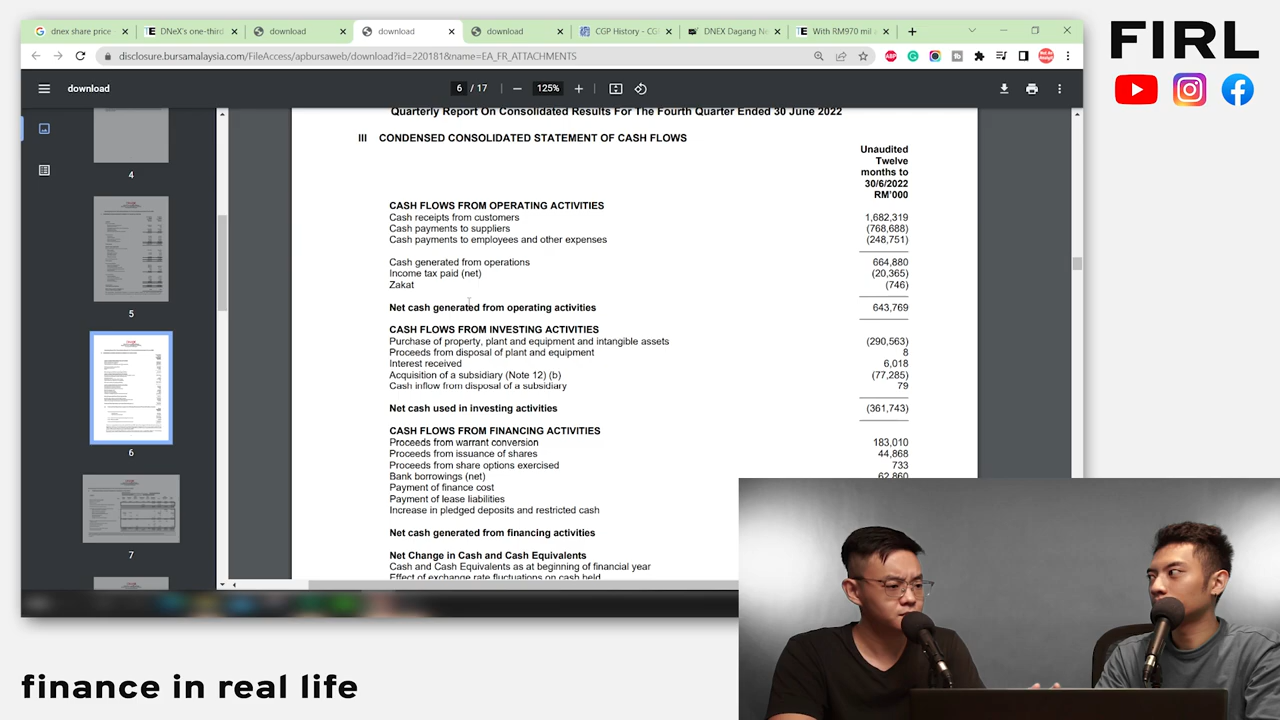 dnex share price
DNeX's one-third
download
download
download
CGP History - CG
DNEX Dagang Ne
With RM970 mil
disclosure.bursamalaysia.com/FileAccess/apbursaweb/download?id=220181&name=EA_FR_ATTACHMENTS
download
6 / 17
125%
4
5
6
7
Quarterly Report On Consolidated Results For The Fourth Quarter Ended 30 June 2022
III CONDENSED CONSOLIDATED STATEMENT OF CASH FLOWS
Unaudited
Twelve
months to
30/6/2022
RM'000
CASH FLOWS FROM OPERATING ACTIVITIES
Cash receipts from customers 1,682,319
Cash payments to suppliers (768,688)
Cash payments to employees and other expenses (248,751)
Cash generated from operations 664,880
Income tax paid (net) (20,365)
Zakat (746)
Net cash generated from operating activities 643,769
CASH FLOWS FROM INVESTING ACTIVITIES
Purchase of property, plant and equipment and intangible assets (290,563)
Proceeds from disposal of plant and equipment 8
Interest received 6,018
Acquisition of a subsidiary (Note 12) (b) (77,285)
Cash inflow from disposal of a subsidiary 79
Net cash used in investing activities (361,743)
CASH FLOWS FROM FINANCING ACTIVITIES
Proceeds from warrant conversion 183,010
Proceeds from issuance of shares 44,868
Proceeds from share options exercised 733
Bank borrowings (net) 62,860
Payment of finance cost
Payment of lease liabilities
Increase in pledged deposits and restricted cash
Net cash generated from financing activities
Net Change in Cash and Cash Equivalents
Cash and Cash Equivalents as at beginning of financial year
Effect of exchange rate fluctuations on cash held
FIRL
finance in real life